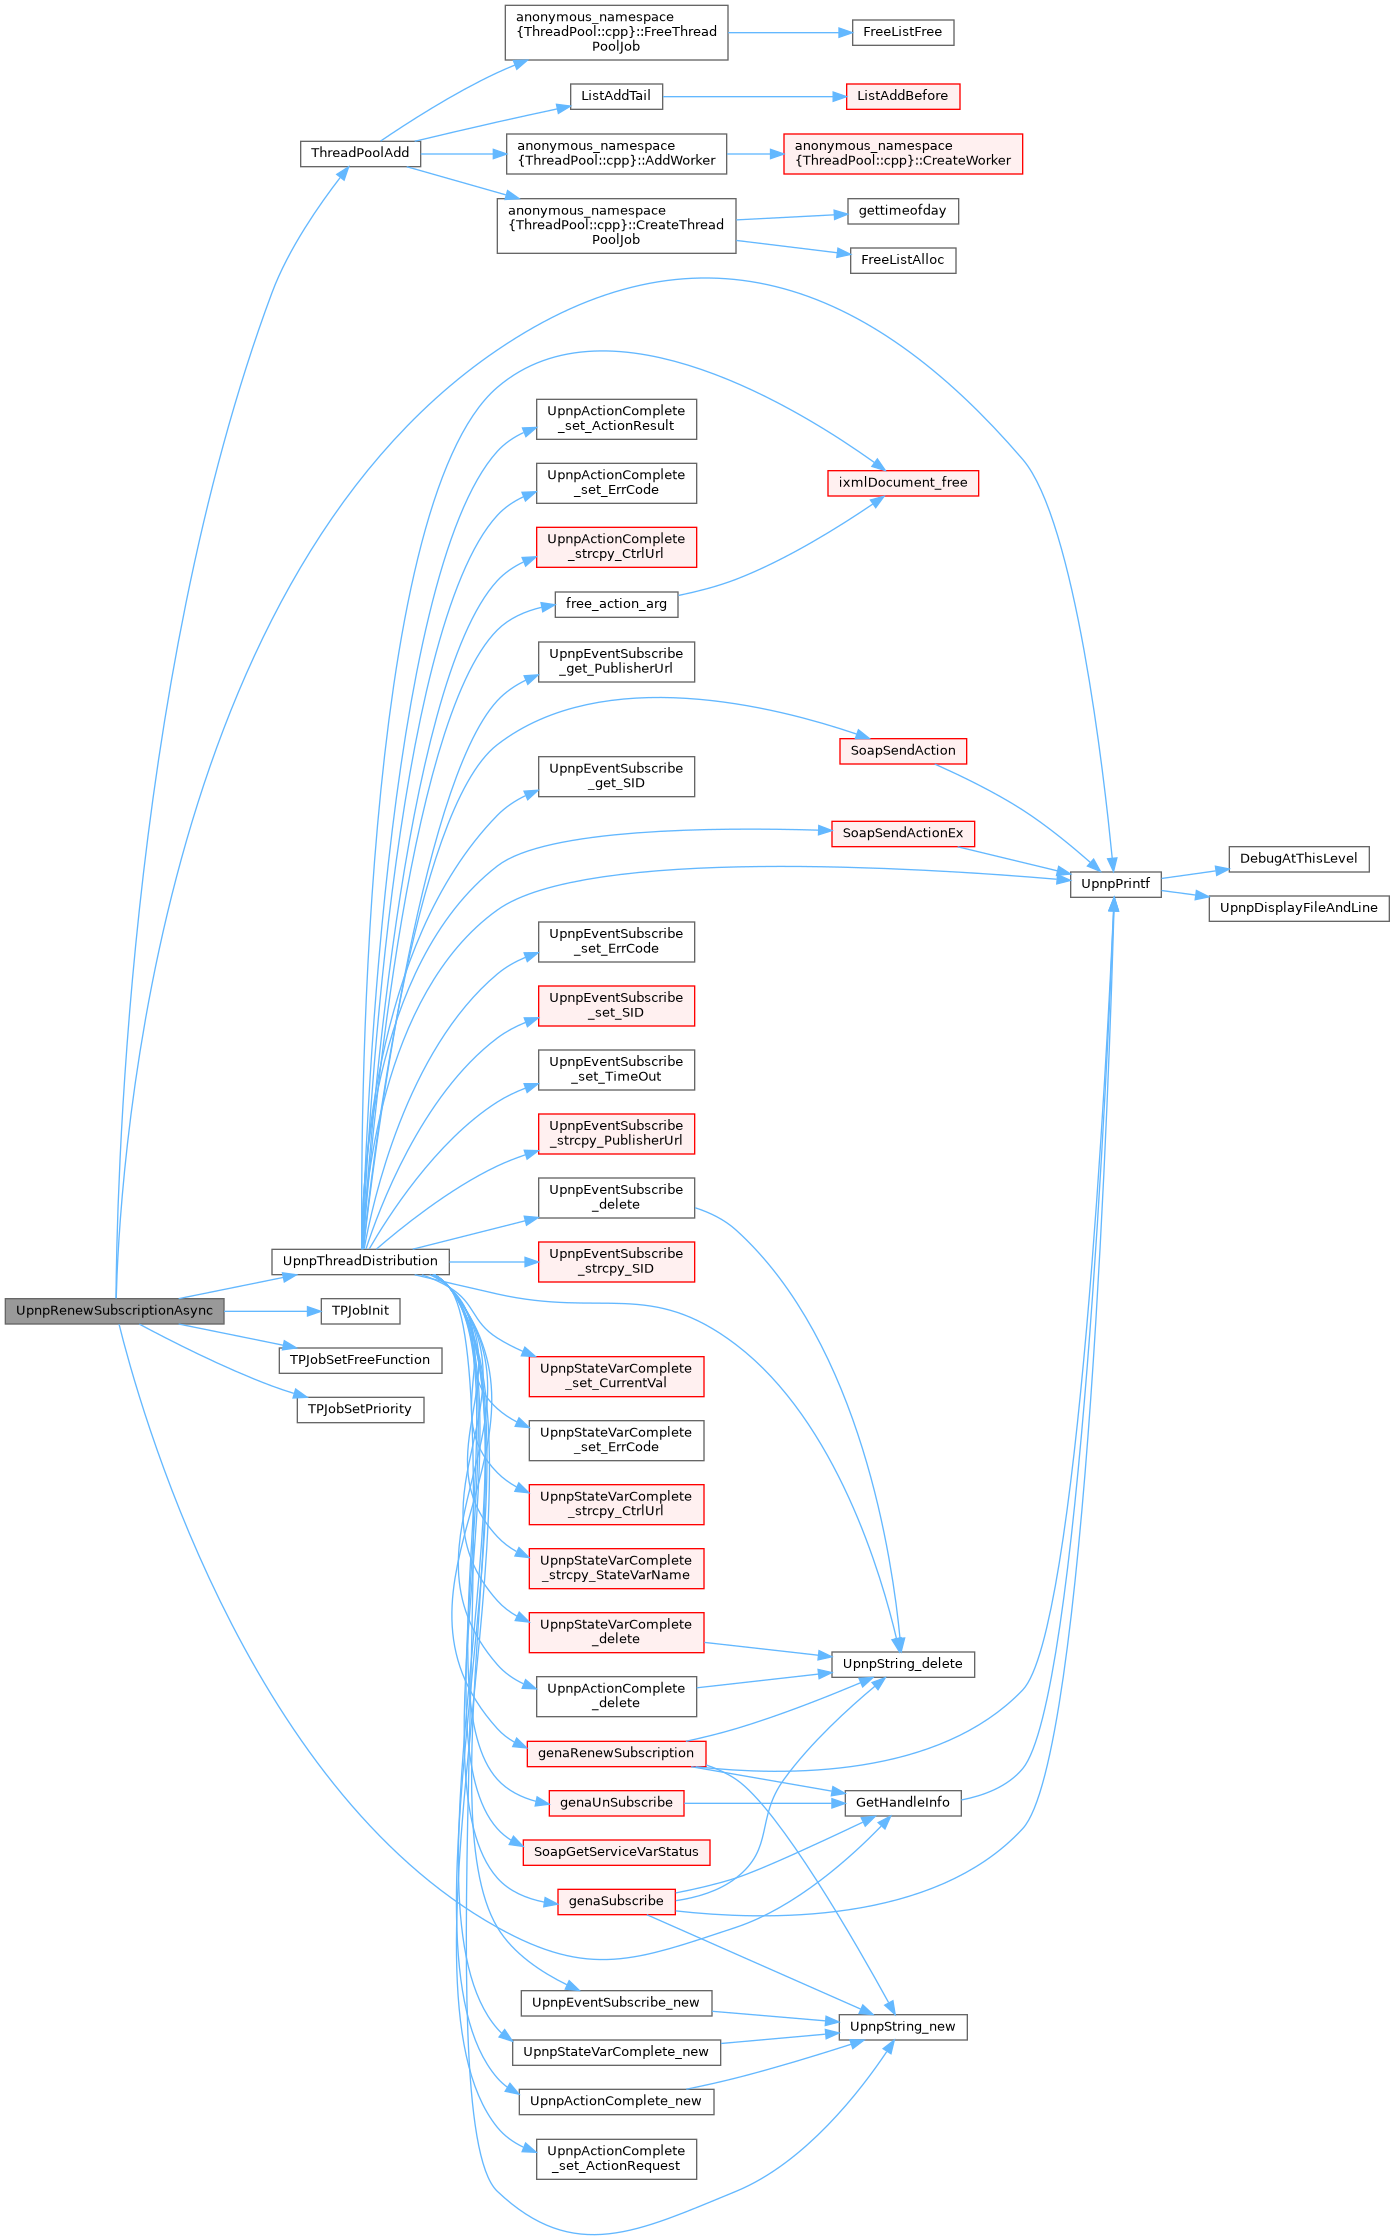 anonymous_namespace
{ThreadPool::cpp}::FreeThread
PoolJob
FreeListFree
ListAddTail
ListAddBefore
ThreadPoolAdd
anonymous_namespace
{ThreadPool::cpp}::AddWorker
anonymous_namespace
{ThreadPool::cpp}::CreateWorker
anonymous_namespace
{ThreadPool::cpp}::CreateThread
PoolJob
gettimeofday
FreeListAlloc
UpnpActionComplete
_set_ActionResult
UpnpActionComplete
_set_ErrCode
ixmlDocument_free
UpnpActionComplete
_strcpy_CtrlUrl
free_action_arg
UpnpEventSubscribe
_get_PublisherUrl
SoapSendAction
UpnpEventSubscribe
_get_SID
SoapSendActionEx
DebugAtThisLevel
UpnpPrintf
UpnpDisplayFileAndLine
UpnpEventSubscribe
_set_ErrCode
UpnpEventSubscribe
_set_SID
UpnpEventSubscribe
_set_TimeOut
UpnpEventSubscribe
_strcpy_PublisherUrl
UpnpEventSubscribe
_delete
UpnpThreadDistribution
UpnpEventSubscribe
_strcpy_SID
UpnpRenewSubscriptionAsync
TPJobInit
TPJobSetFreeFunction
TPJobSetPriority
UpnpStateVarComplete
_set_CurrentVal
UpnpStateVarComplete
_set_ErrCode
UpnpStateVarComplete
_strcpy_CtrlUrl
UpnpStateVarComplete
_strcpy_StateVarName
UpnpStateVarComplete
_delete
UpnpString_delete
UpnpActionComplete
_delete
genaRenewSubscription
genaUnSubscribe
GetHandleInfo
SoapGetServiceVarStatus
genaSubscribe
UpnpEventSubscribe_new
UpnpString_new
UpnpStateVarComplete_new
UpnpActionComplete_new
UpnpActionComplete
_set_ActionRequest